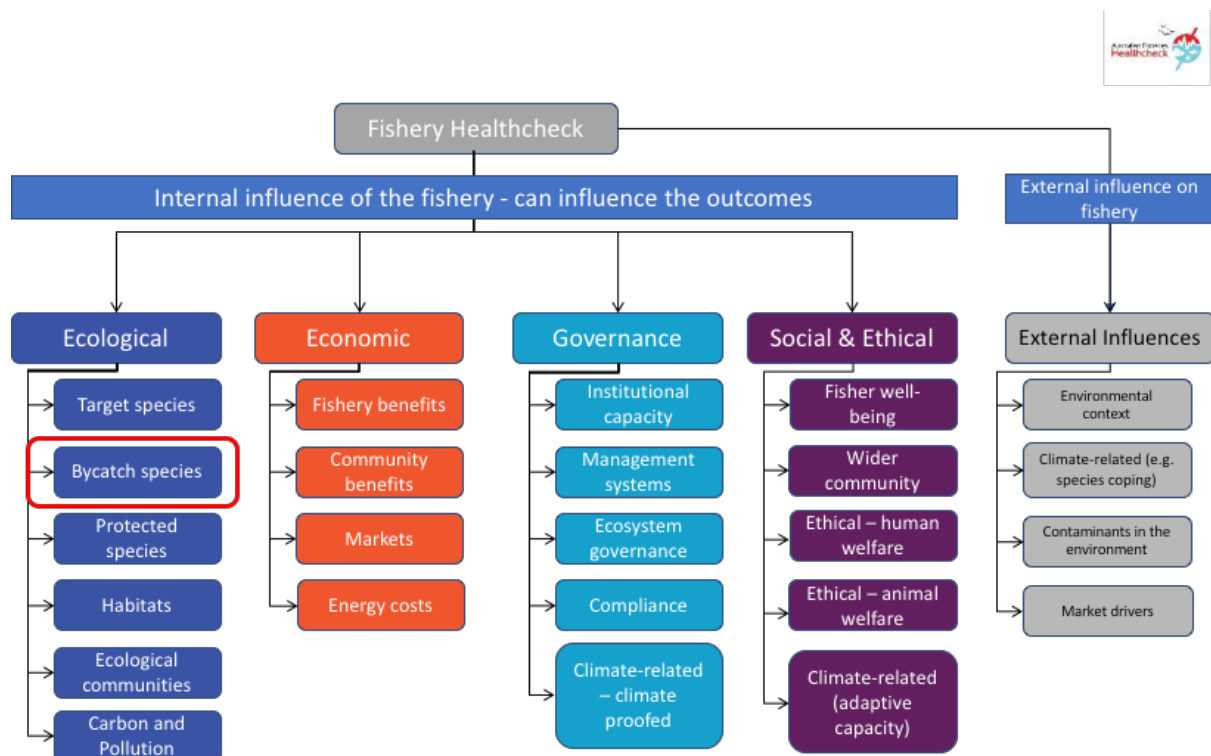 Australian Fisheries
Healthcheck
Fishery Healthcheck
Internal influence of the fishery - can influence the outcomes
External influence on
fishery
Ecological
Economic
Governance
Social & Ethical
External Influences
Target species
Bycatch species
Protected
species
Habitats
Ecological
communities
Carbon and
Pollution
Fishery benefits
Community
benefits
Markets
Energy costs
Institutional
capacity
Management
systems
Ecosystem
governance
Compliance
Climate-related
– climate
proofed
Fisher well-
being
Wider
community
Ethical – human
welfare
Ethical – animal
welfare
Climate-related
(adaptive
capacity)
Environmental
context
Climate-related (e.g.
species coping)
Contaminants in the
environment
Market drivers